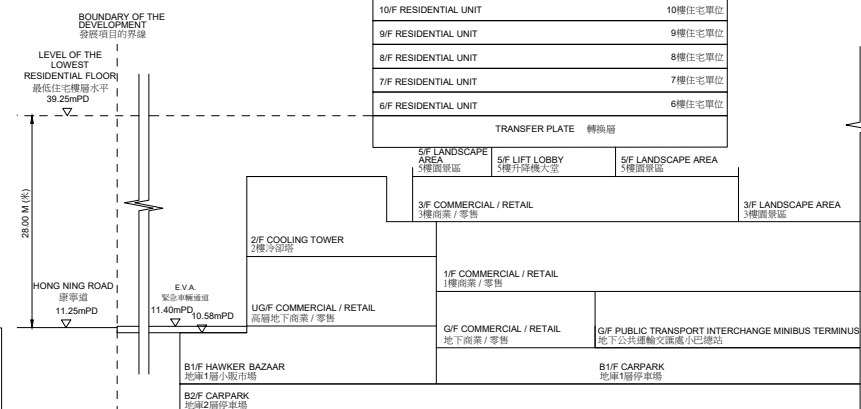 10/F RESIDENTIAL UNIT 10樓住宅單位
BOUNDARY OF THE
DEVELOPMENT
發展項目的界線
9/F RESIDENTIAL UNIT 9樓住宅單位
LEVEL OF THE
LOWEST
RESIDENTIAL FLOOR
最低住宅樓層水平
39.25mPD
8/F RESIDENTIAL UNIT 8樓住宅單位
7/F RESIDENTIAL UNIT 7樓住宅單位
6/F RESIDENTIAL UNIT 6樓住宅單位
TRANSFER PLATE 轉換層
5/F LANDSCAPE
AREA
5樓園景區
5/F LIFT LOBBY
5樓升降機大堂
5/F LANDSCAPE AREA
5樓園景區
28.00 M (米)
3/F COMMERCIAL / RETAIL
3樓商業 / 零售
3/F LANDSCAPE AREA
3樓園景區
2/F COOLING TOWER
2樓冷卻塔
1/F COMMERCIAL / RETAIL
1樓商業 / 零售
HONG NING ROAD
康寧道
11.25mPD
E.V.A.
緊急車輛通道
11.40mPD
10.58mPD
UG/F COMMERCIAL / RETAIL
高層地下商業 / 零售
G/F COMMERCIAL / RETAIL
地下商業 / 零售
G/F PUBLIC TRANSPORT INTERCHANGE MINIBUS TERMINUS
地下公共運輸交匯處小巴總站
B1/F HAWKER BAZAAR
地庫1層小販市場
B1/F CARPARK
地庫1層停車場
B2/F CARPARK
地庫2層停車場